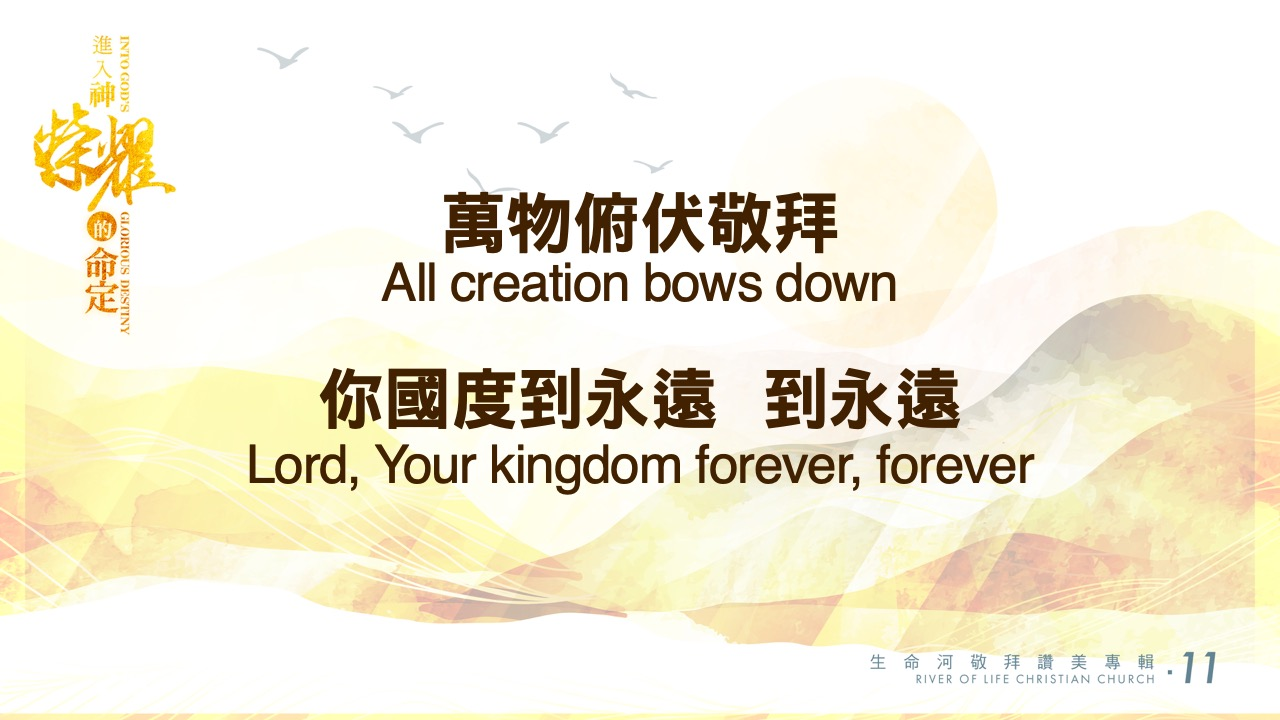 進入神
INTO GOD'S
榮耀
的命定
GLORIOUS DESTINY
萬物俯伏敬拜
All creation bows down
你國度到永遠 到永遠
Lord, Your kingdom forever, forever
生命河敬拜讚美專輯
RIVER OF LIFE CHRISTIAN CHURCH
·11